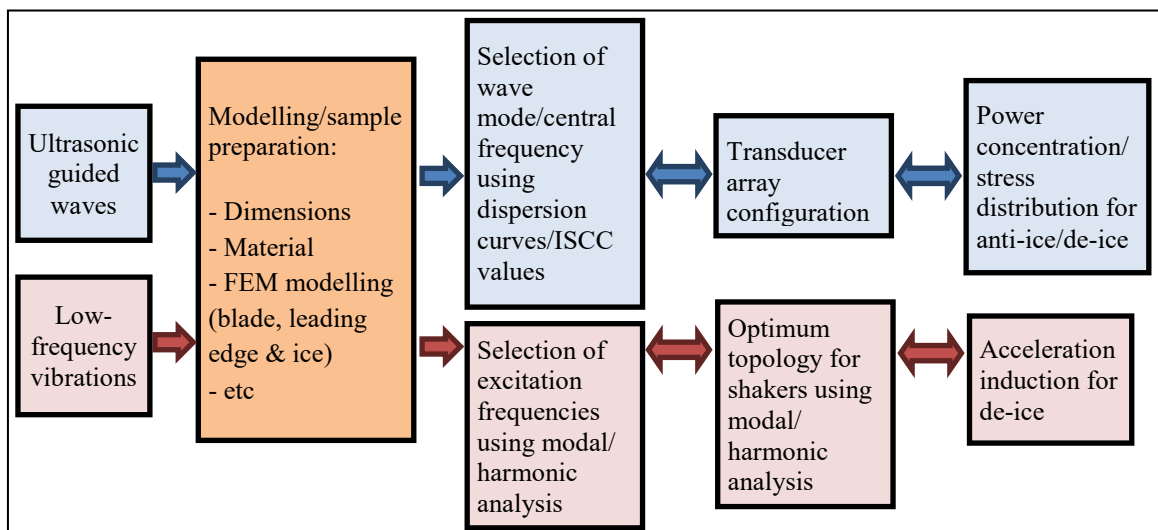 Ultrasonic
guided
waves
Low-
frequency
vibrations
Modelling/sample
preparation:
- Dimensions
- Material
- FEM modelling
(blade, leading
edge & ice)
- etc
Selection of
wave
mode/central
frequency
using
dispersion
curves/ISCC
values
Transducer
array
configuration
Power
concentration/
stress
distribution for
anti-ice/de-ice
Selection of
excitation
frequencies
using modal/
harmonic
analysis
Optimum
topology for
shakers using
modal/
harmonic
analysis
Acceleration
induction for
de-ice